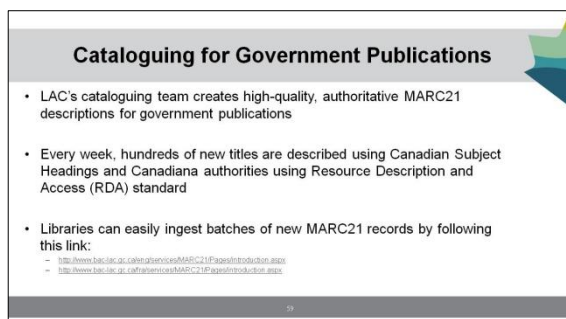 Cataloguing for Government Publications
• LAC's cataloguing team creates high-quality, authoritative MARC21
descriptions for government publications
• Every week, hundreds of new titles are described using Canadian Subject
Headings and Canadiana authorities using Resource Description and
Access (RDA) standard
• Libraries can easily ingest batches of new MARC21 records by following
this link:
– http://www.bac-lac.gc.ca/eng/services/MARC21/Pages/introduction.aspx
– http://www.bac-lac.gc.ca/fra/services/MARC21/Pages/introduction.aspx
59